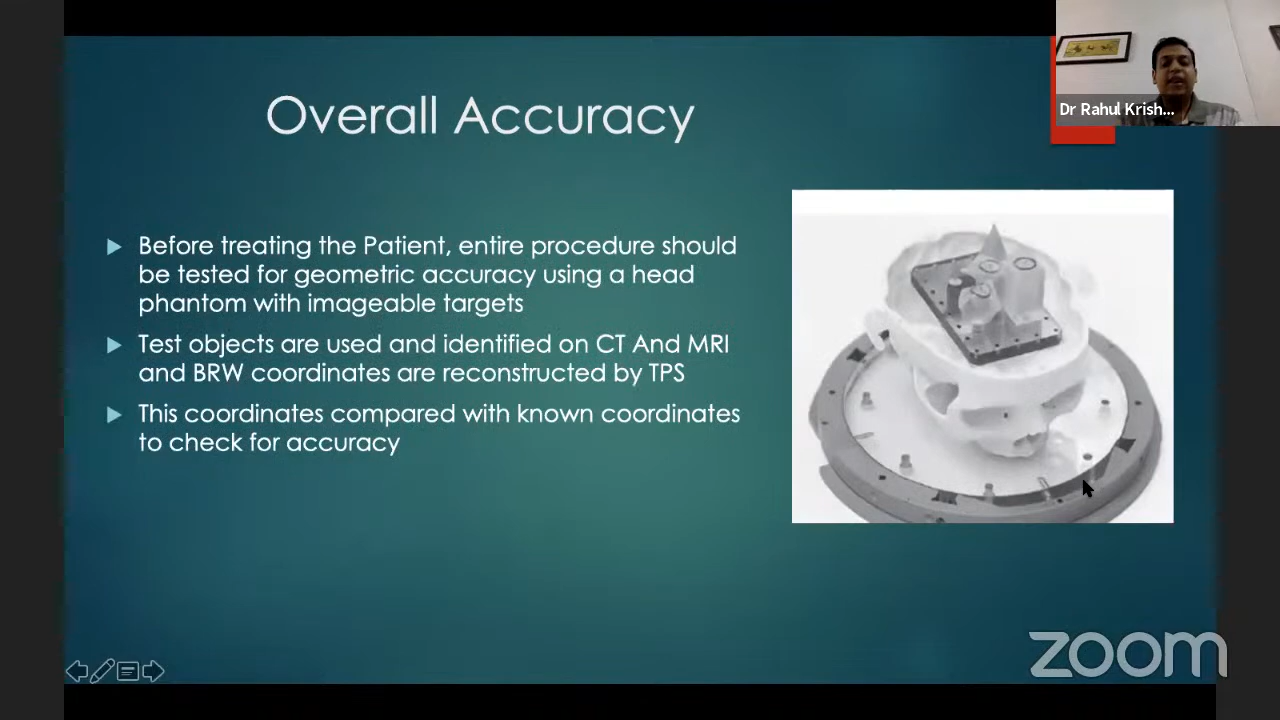 Overall Accuracy
Dr Rahul Krish...
Before treating the Patient, entire procedure should
be tested for geometric accuracy using a head
phantom with imageable targets
Test objects are used and identified on CT And MRI
and BRW coordinates are reconstructed by TPS
This coordinates compared with known coordinates
to check for accuracy
zoom